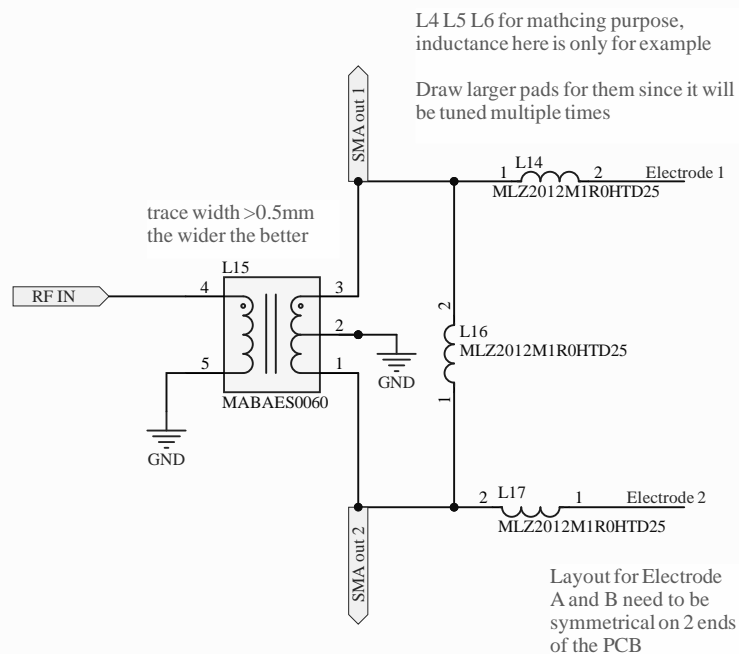 L4 L5 L6 for mathcing purpose,
inductance here is only for example
Draw larger pads for them since it will
be tuned multiple times
SMA out 1
L14
1
2
Electrode 1
MLZ2012M1R0HTD25
trace width >0.5mm
the wider the better
L15
RF IN
4
3
2
2
L16
MLZ2012M1R0HTD25
5
1
GND
1
MABAES0060
GND
2
L17
1
Electrode 2
MLZ2012M1R0HTD25
SMA out 2
Layout for Electrode
A and B need to be
symmetrical on 2 ends
of the PCB